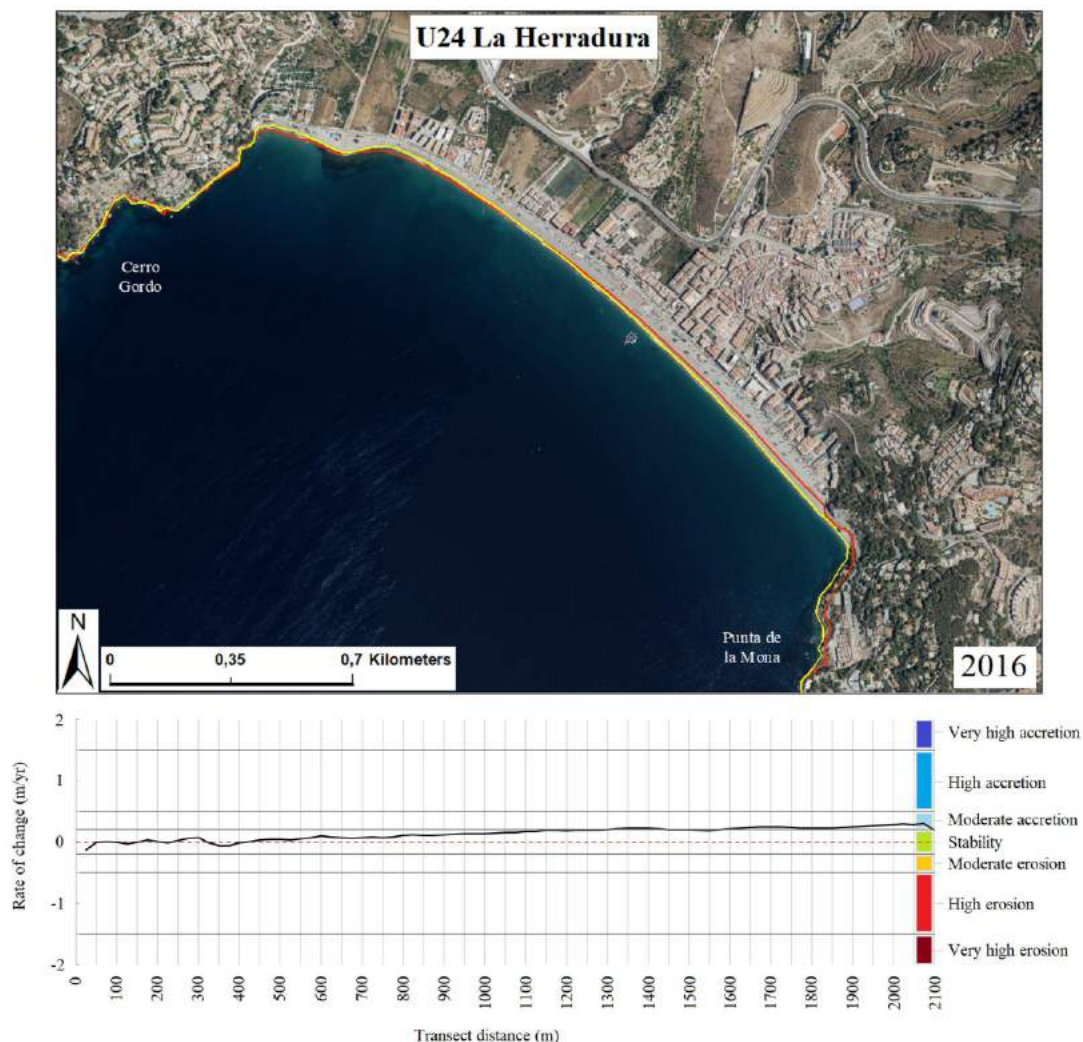 U24 La Herradura
Cerro
Gordo
Punta de
la Mona
N
0 0,35 0,7 Kilometers
2016
Rate of change (m/yr)
2
1
0
-1
-2
Very high accretion
High accretion
Moderate accretion
Stability
Moderate erosion
High erosion
Very high erosion
0 100 200 300 400 500 600 700 800 900 1000 1100 1200 1300 1400 1500 1600 1700 1800 1900 2000 2100
Transect distance (m)